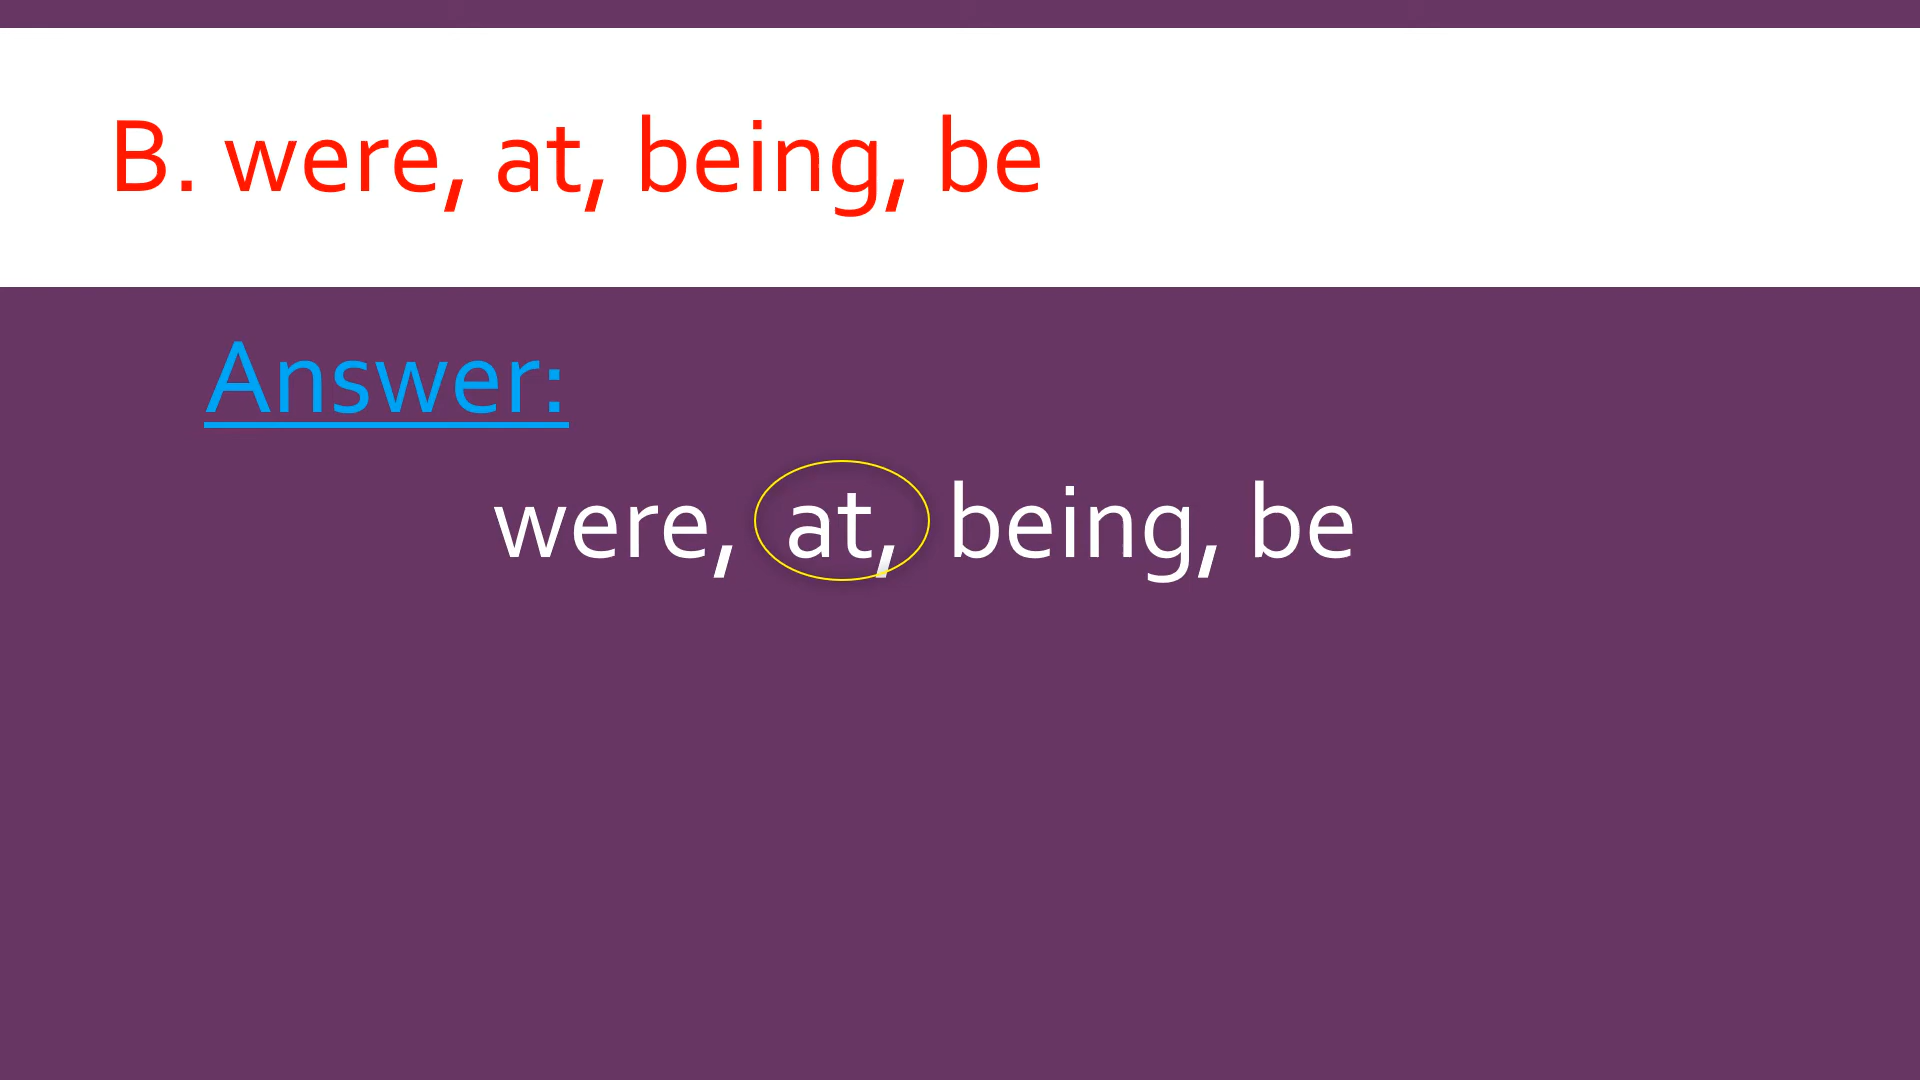 B. were, at, being, be
Answer:
were, at, being, be